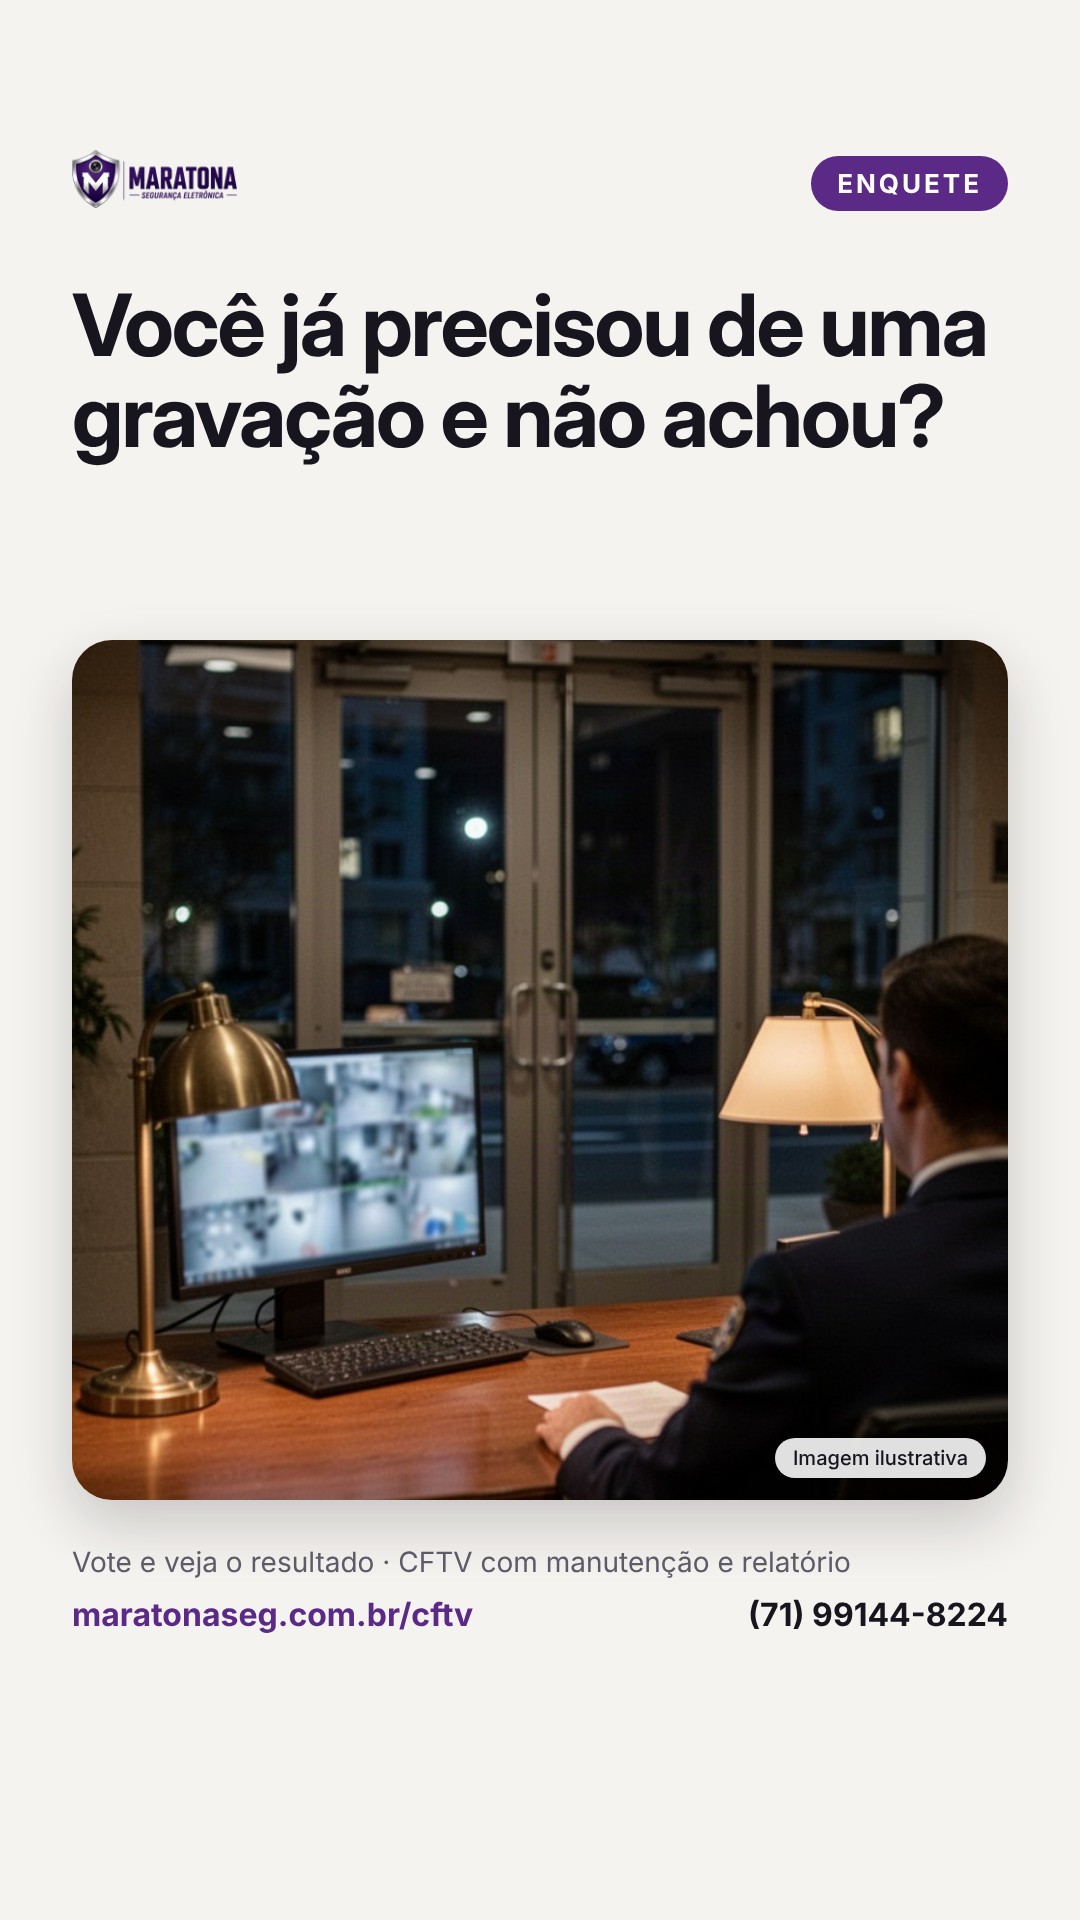 MARATONA
SEGURANÇA ELETRÔNICA
ENQUETE
Você já precisou de uma
gravação e não achou?
Imagem ilustrativa
Vote e veja o resultado · CFTV com manutenção e relatório
maratonaseg.com.br/cftv
(71) 99144-8224